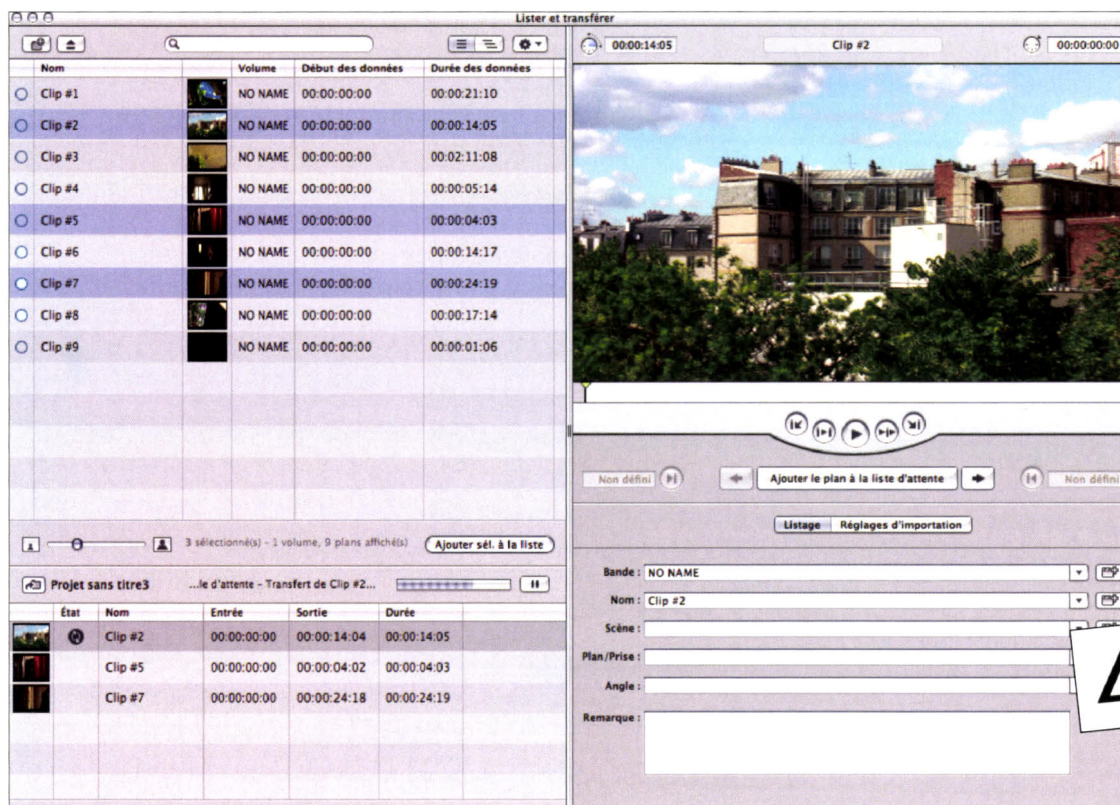 Lister et transférer
Nom Volume Début des données Durée des données
Clip #1 NO NAME 00:00:00:00 00:00:21:10
Clip #2 NO NAME 00:00:00:00 00:00:14:05
Clip #3 NO NAME 00:00:00:00 00:02:11:08
Clip #4 NO NAME 00:00:00:00 00:00:05:14
Clip #5 NO NAME 00:00:00:00 00:00:04:03
Clip #6 NO NAME 00:00:00:00 00:00:14:17
Clip #7 NO NAME 00:00:00:00 00:00:24:19
Clip #8 NO NAME 00:00:00:00 00:00:17:14
Clip #9 NO NAME 00:00:00:00 00:00:01:06
3 sélectionné(s) - 1 volume, 9 plans affiché(s) Ajouter sél. à la liste
Projet sans titre3 ...le d'attente - Transfert de Clip #2...
État Nom Entrée Sortie Durée
Clip #2 00:00:00:00 00:00:14:04 00:00:14:05
Clip #5 00:00:00:00 00:00:04:02 00:00:04:03
Clip #7 00:00:00:00 00:00:24:18 00:00:24:19
00:00:14:05 Clip #2 00:00:00:00
Non défini Ajouter le plan à la liste d'attente Non défini
Listage Réglages d'importation
Bande : NO NAME
Nom : Clip #2
Scène :
Plan/Prise :
Angle :
Remarque :